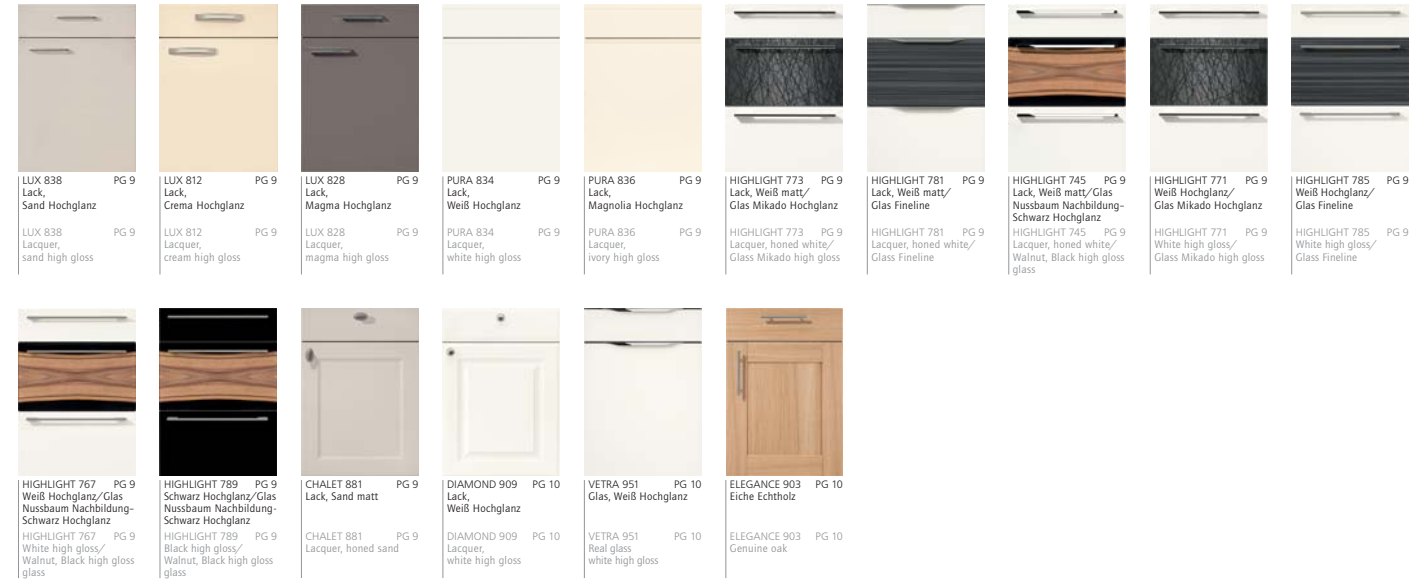 LUX 838 PG 9
Lack,
Sand Hochglanz
LUX 838 PG 9
Lacquer,
sand high gloss
LUX 812 PG 9
Lack,
Crema Hochglanz
LUX 812 PG 9
Lacquer,
cream high gloss
LUX 828 PG 9
Lack,
Magma Hochglanz
LUX 828 PG 9
Lacquer,
magma high gloss
PURA 834 PG 9
Lack,
Weiß Hochglanz
PURA 834 PG 9
Lacquer,
white high gloss
PURA 836 PG 9
Lack,
Magnolia Hochglanz
PURA 836 PG 9
Lacquer,
ivory high gloss
HIGHLIGHT 773 PG 9
Lack, Weiß matt/
Glas Mikado Hochglanz
HIGHLIGHT 773 PG 9
Lacquer, honed white/
Glass Mikado high gloss
HIGHLIGHT 781 PG 9
Lack, Weiß matt/
Glas Fineline
HIGHLIGHT 781 PG 9
Lacquer, honed white/
Glass Fineline
HIGHLIGHT 745 PG 9
Lack, Weiß matt/Glas
Nussbaum Nachbildung-
Schwarz Hochglanz
HIGHLIGHT 745 PG 9
Lacquer, honed white/
Walnut, Black high gloss
glass
HIGHLIGHT 771 PG 9
Weiß Hochglanz/
Glas Mikado Hochglanz
HIGHLIGHT 771 PG 9
White high gloss/
Glass Mikado high gloss
HIGHLIGHT 785 PG 9
Weiß Hochglanz/
Glas Fineline
HIGHLIGHT 785 PG 9
White high gloss/
Glass Fineline
HIGHLIGHT 767 PG 9
Weiß Hochglanz/Glas
Nussbaum Nachbildung-
Schwarz Hochglanz
HIGHLIGHT 767 PG 9
White high gloss/
Walnut, Black high gloss
glass
HIGHLIGHT 789 PG 9
Schwarz Hochglanz/Glas
Nussbaum Nachbildung-
Schwarz Hochglanz
HIGHLIGHT 789 PG 9
Black high gloss/
Walnut, Black high gloss
glass
CHALET 881 PG 9
Lack, Sand matt
CHALET 881 PG 9
Lacquer, honed sand
DIAMOND 909 PG 10
Lack,
Weiß Hochglanz
DIAMOND 909 PG 10
Lacquer,
white high gloss
VETRA 951 PG 10
Glas, Weiß Hochglanz
VETRA 951 PG 10
Real glass
white high gloss
ELEGANCE 903 PG 10
Eiche Echtholz
ELEGANCE 903 PG 10
Genuine oak